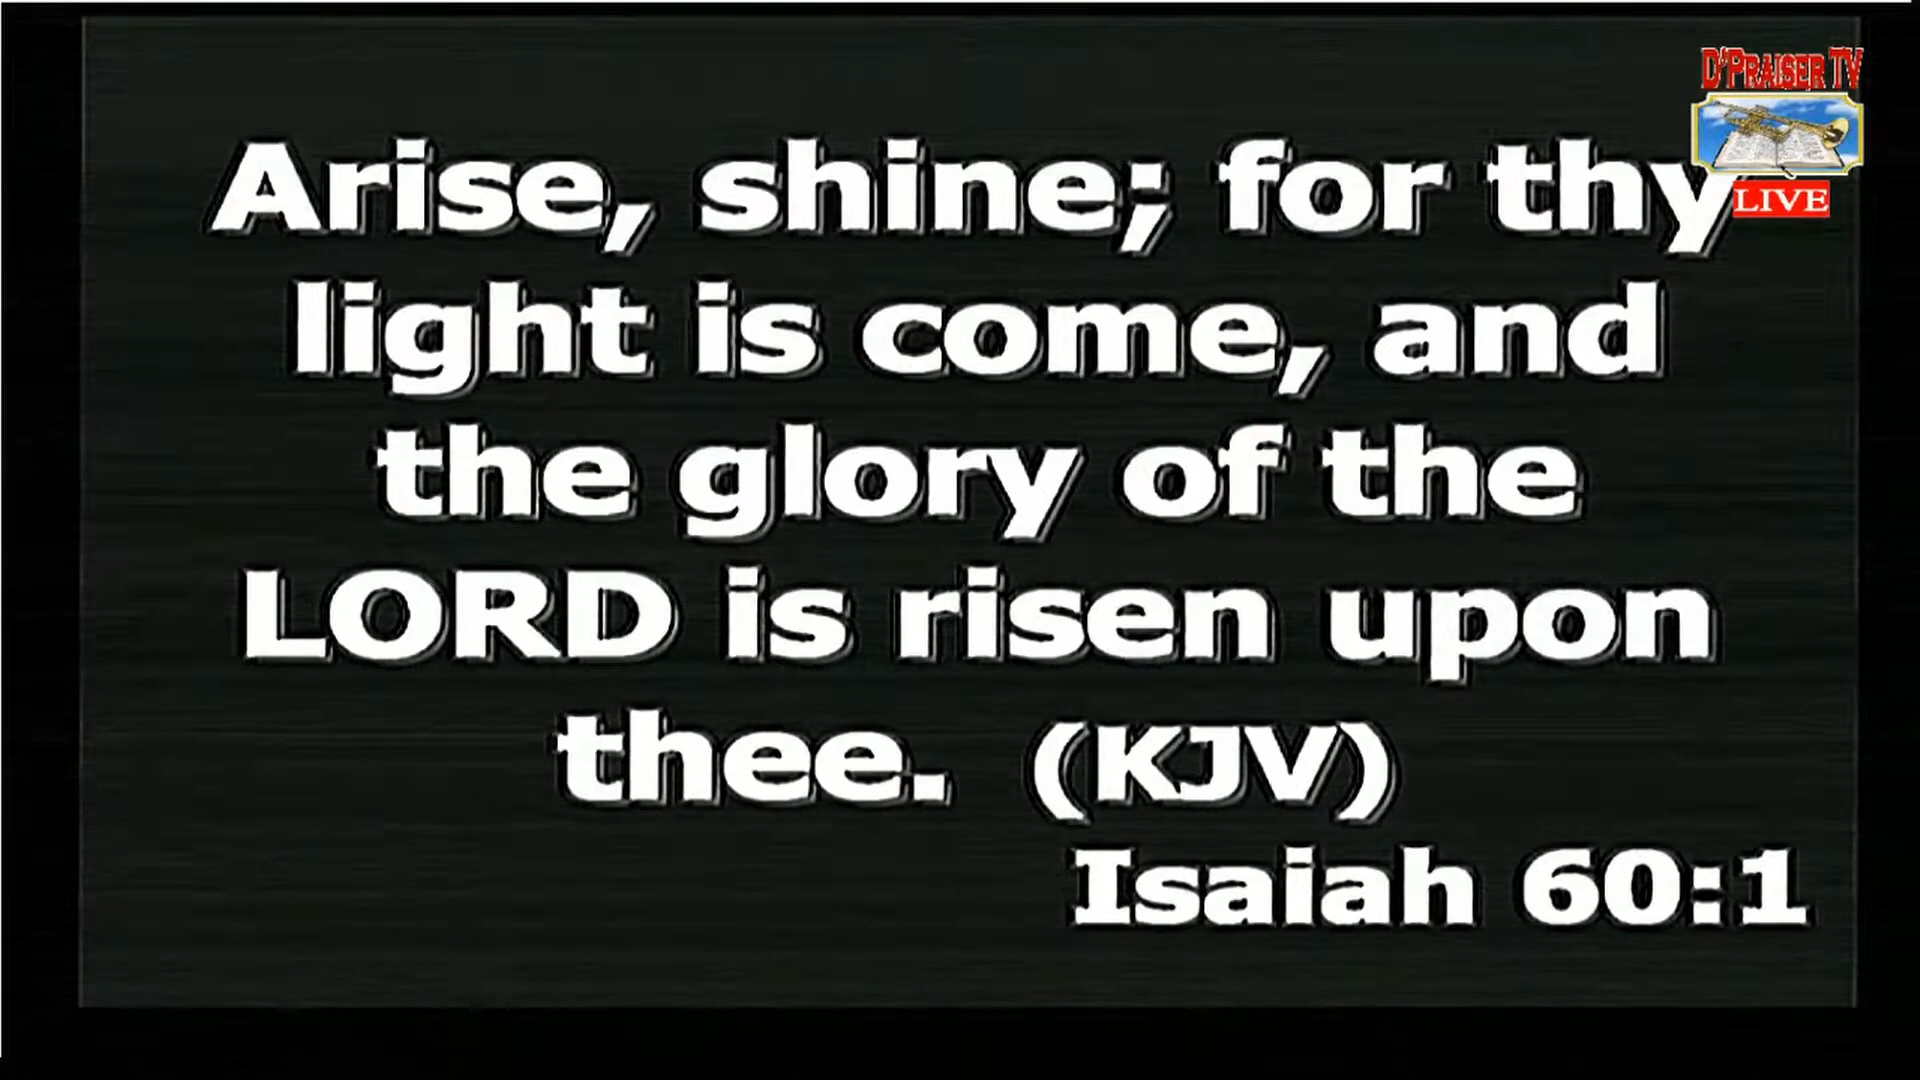 D'PRAISER TV
LIVE
Arise, shine; for thy
light is come, and
the glory of the
LORD is risen upon
thee. (KJV)
Isaiah 60:1